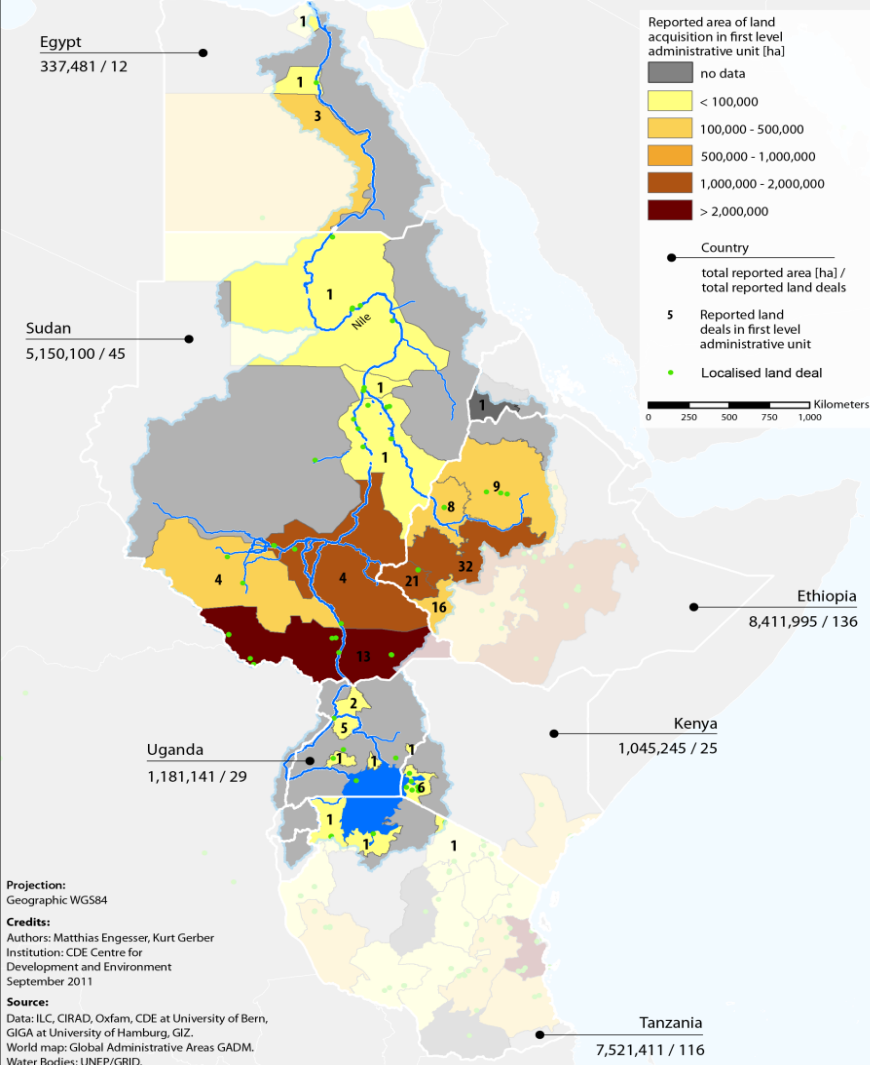 Reported area of land
acquisition in first level
administrative unit [ha]
no data
< 100,000
100,000 - 500,000
500,000 - 1,000,000
1,000,000 - 2,000,000
> 2,000,000
Country
total reported area [ha] /
total reported land deals
5
Reported land
deals in first level
administrative unit
Localised land deal
Kilometers
0 250 500 750 1,000
Egypt
337,481 / 12
1
1
3
1
Nile
Sudan
5,150,100 / 45
1
1
1
9
8
4
4
21
32
16
13
Ethiopia
8,411,995 / 136
2
5
1
1
1
6
Kenya
1,045,245 / 25
Uganda
1,181,141 / 29
1
1
1
Tanzania
7,521,411 / 116
Projection:
Geographic WGS84
Credits:
Authors: Matthias Engesser, Kurt Gerber
Institution: CDE Centre for
Development and Environment
September 2011
Source:
Data: ILC, CIRAD, Oxfam, CDE at University of Bern,
GIGA at University of Hamburg, GIZ.
World map: Global Administrative Areas GADM.
Water Bodies: UNEP/GRID.